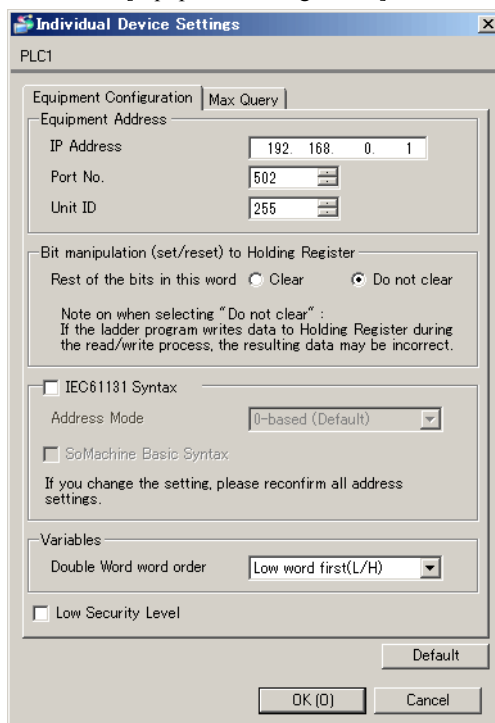 Individual Device Settings
PLC1
Equipment Configuration Max Query
Equipment Address
IP Address 192. 168. 0. 1
Port No. 502
Unit ID 255
Bit manipulation (set/reset) to Holding Register
Rest of the bits in this word Clear Do not clear
Note on when selecting "Do not clear" :
If the ladder program writes data to Holding Register during
the read/write process, the resulting data may be incorrect.
IEC61131 Syntax
Address Mode 0-based (Default)
SoMachine Basic Syntax
If you change the setting, please reconfirm all address
settings.
Variables
Double Word word order Low word first(L/H)
Low Security Level
Default
OK (O) Cancel